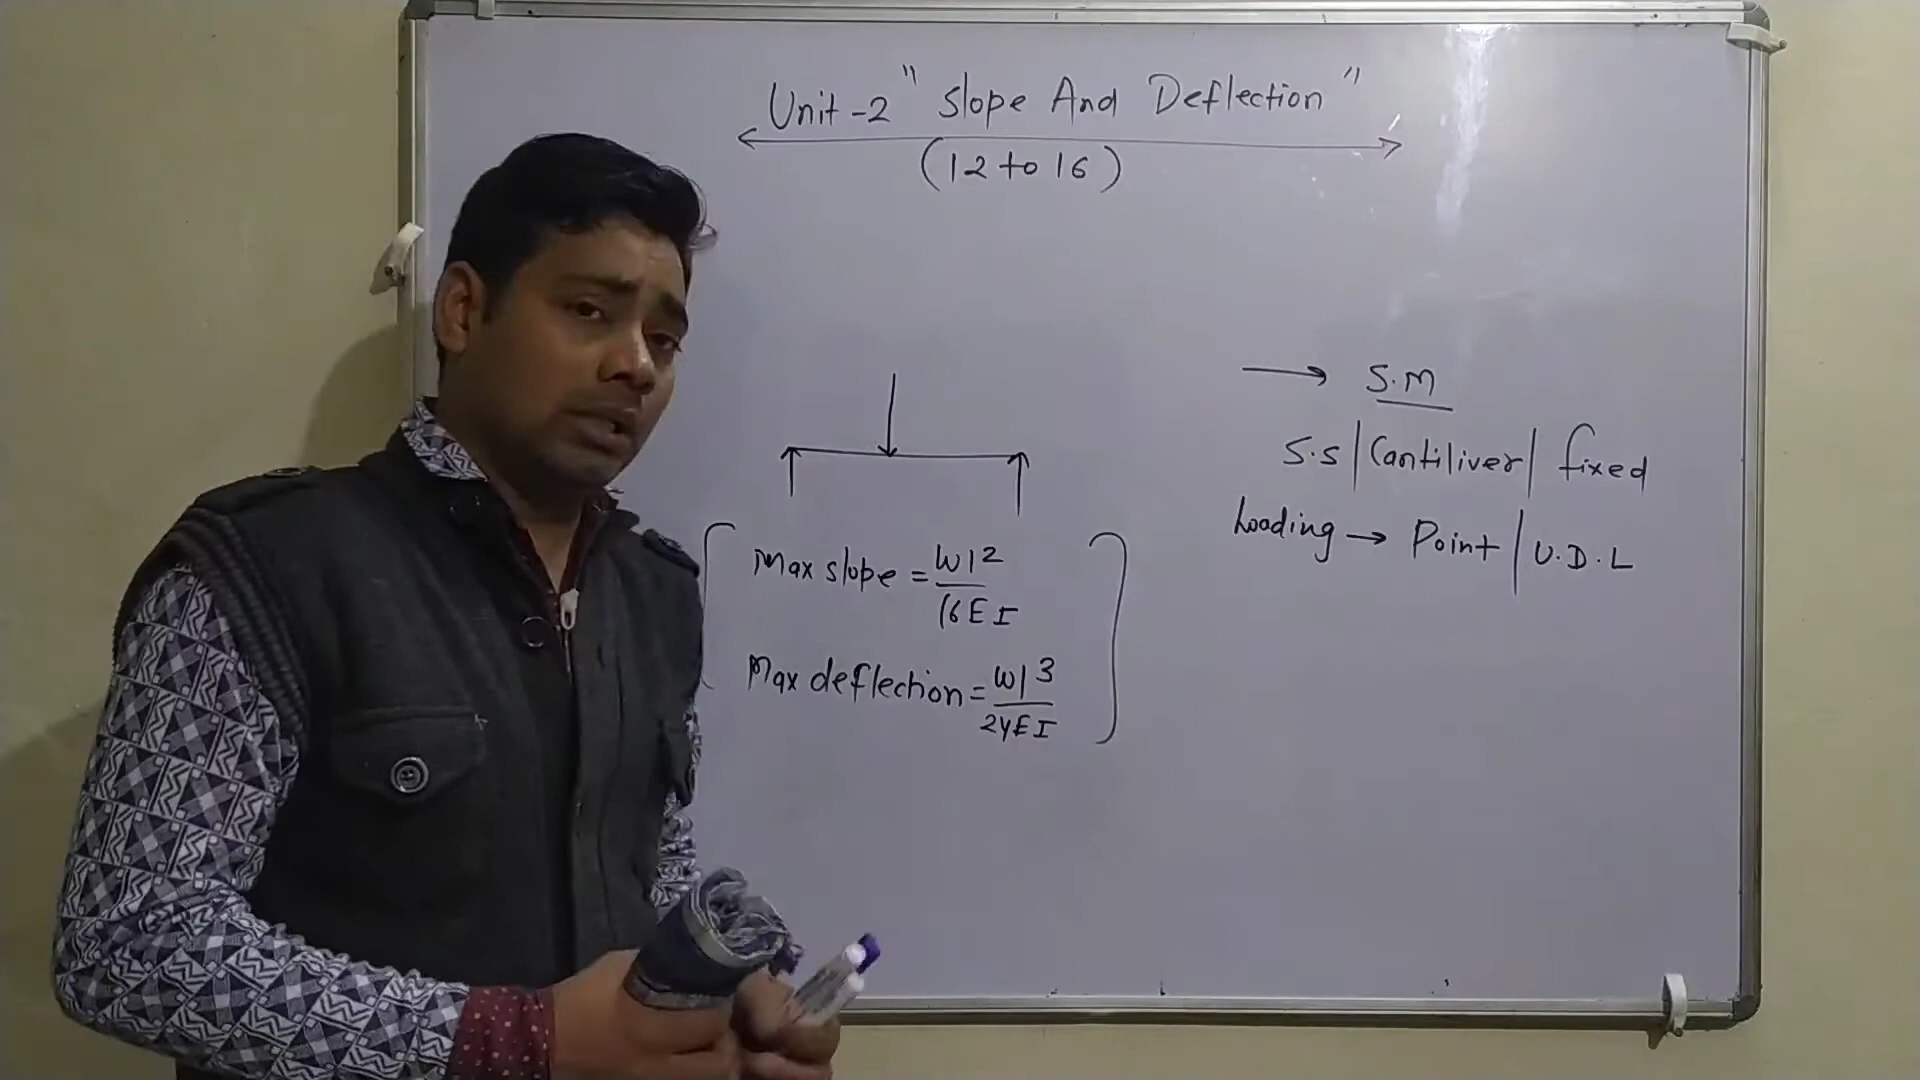 Unit-2 "Slope And Deflection"
(12 to 16)
Max slope = Wl²/16EI
Max deflection = Wl³/24EI
→ S.M
S.S | Cantiliver | fixed
Loading → Point | U.D.L